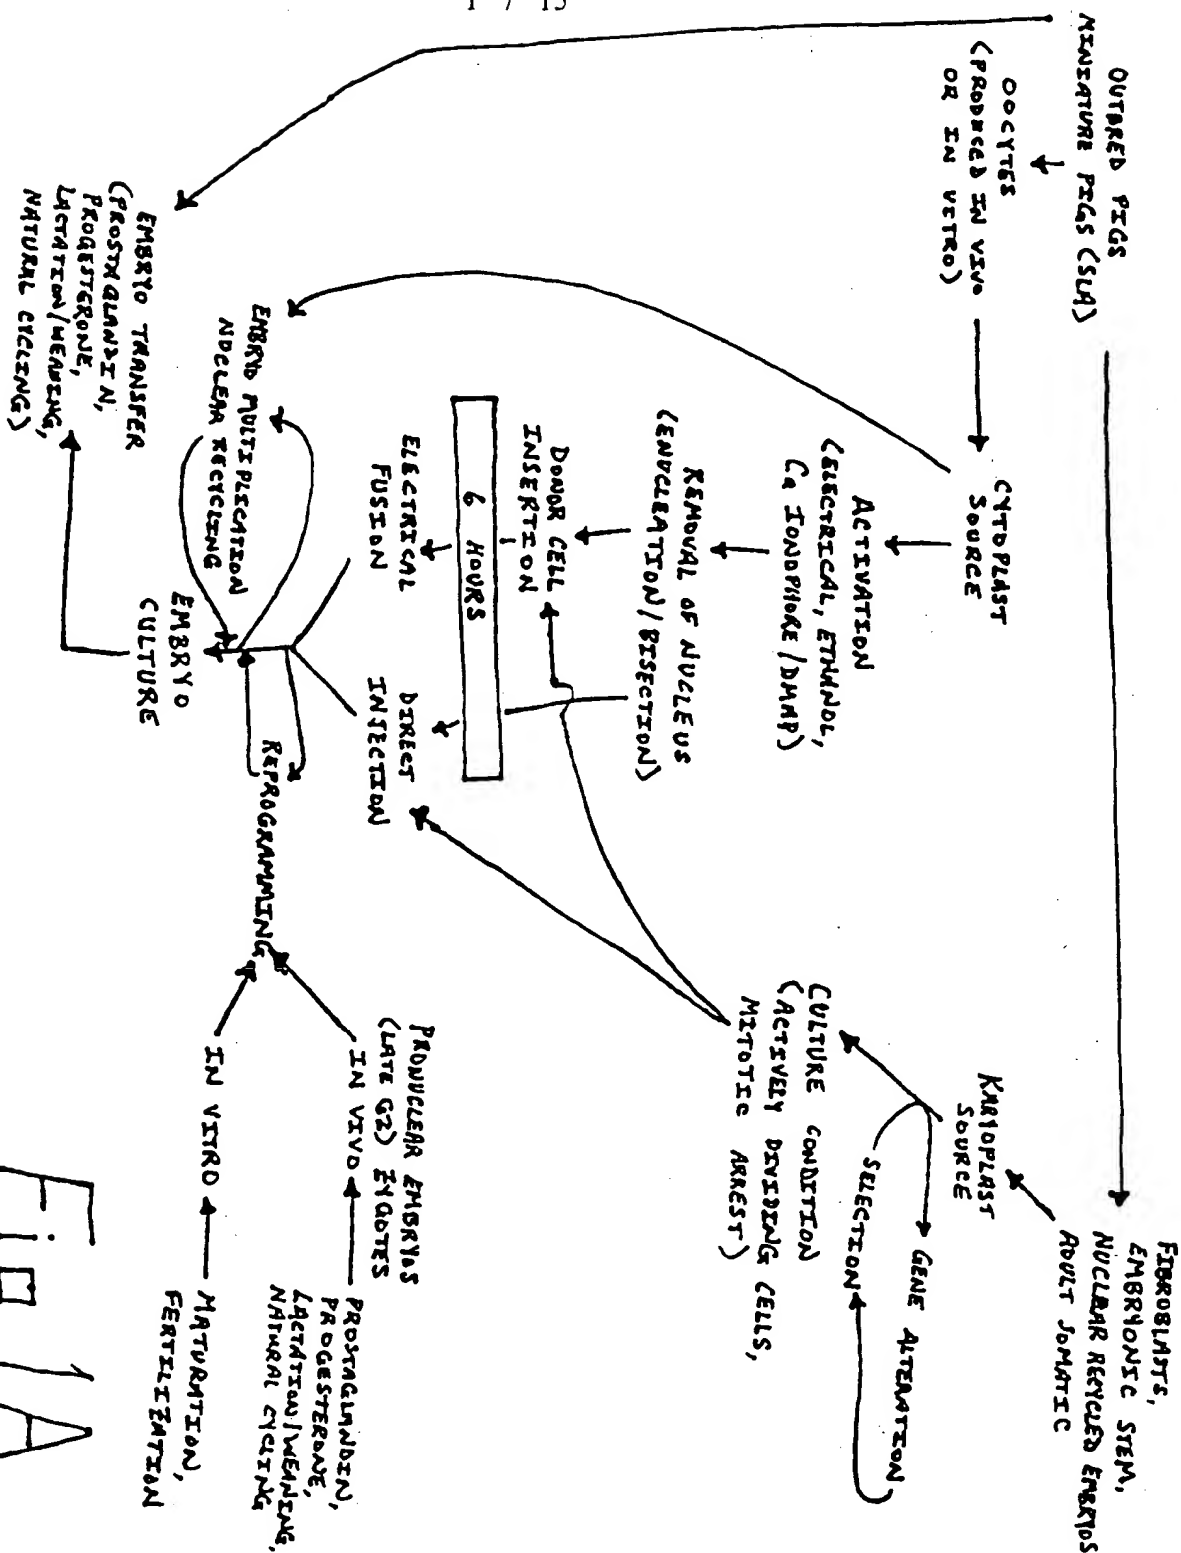 1 / 15
OUTBRED PIGS
MINIATURE PIGS (SLA)
OOCYTES
(PRODUCED IN VIVO
OR IN VITRO)
CYTOPLAST
SOURCE
ACTIVATION
(ELECTRICAL, ETHANOL,
Ca IONOPHORE/DMAP)
REMOVAL OF NUCLEUS
(ENUCLEATION/BISECTION)
DONOR CELL
INSERTION
6 HOURS
ELECTRICAL
FUSION
DIRECT
INJECTION
EMBRYO MULTIPLICATION
NUCLEAR RECYCLING
EMBRYO
CULTURE
EMBRYO TRANSFER
(PROSTAGLANDIN,
PROGESTERONE,
LACTATION/WEANING,
NATURAL CYCLING)
FIBROBLASTS,
EMBRYONIC STEM,
NUCLEAR RECYCLED EMBRYOS
ADULT SOMATIC
KARYOPLAST
SOURCE
GENE ALTERATION
SELECTION
CULTURE CONDITION
(ACTIVELY DIVIDING CELLS,
MITOTIC ARREST)
REPROGRAMMING
PRONUCLEAR EMBRYOS
(LATE G2) ZYGOTES
IN VIVO
PROSTAGLANDIN,
PROGESTERONE,
LACTATION/WEANING,
NATURAL CYCLING
IN VITRO
MATURATION,
FERTILIZATION
Fig 1A